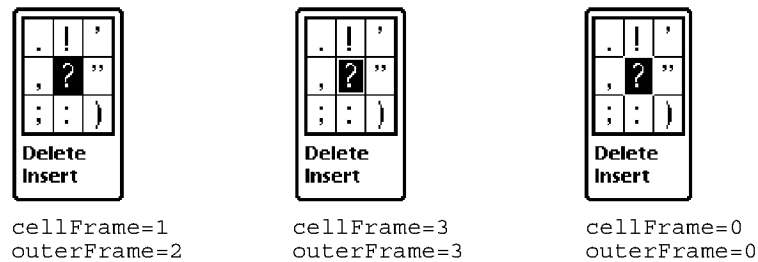 . ! ’
, ? ”
; : )
Delete
Insert
cellFrame=1
outerFrame=2
. ! ’
, ? ”
; : )
Delete
Insert
cellFrame=3
outerFrame=3
. ! ’
, ? ”
; : )
Delete
Insert
cellFrame=0
outerFrame=0